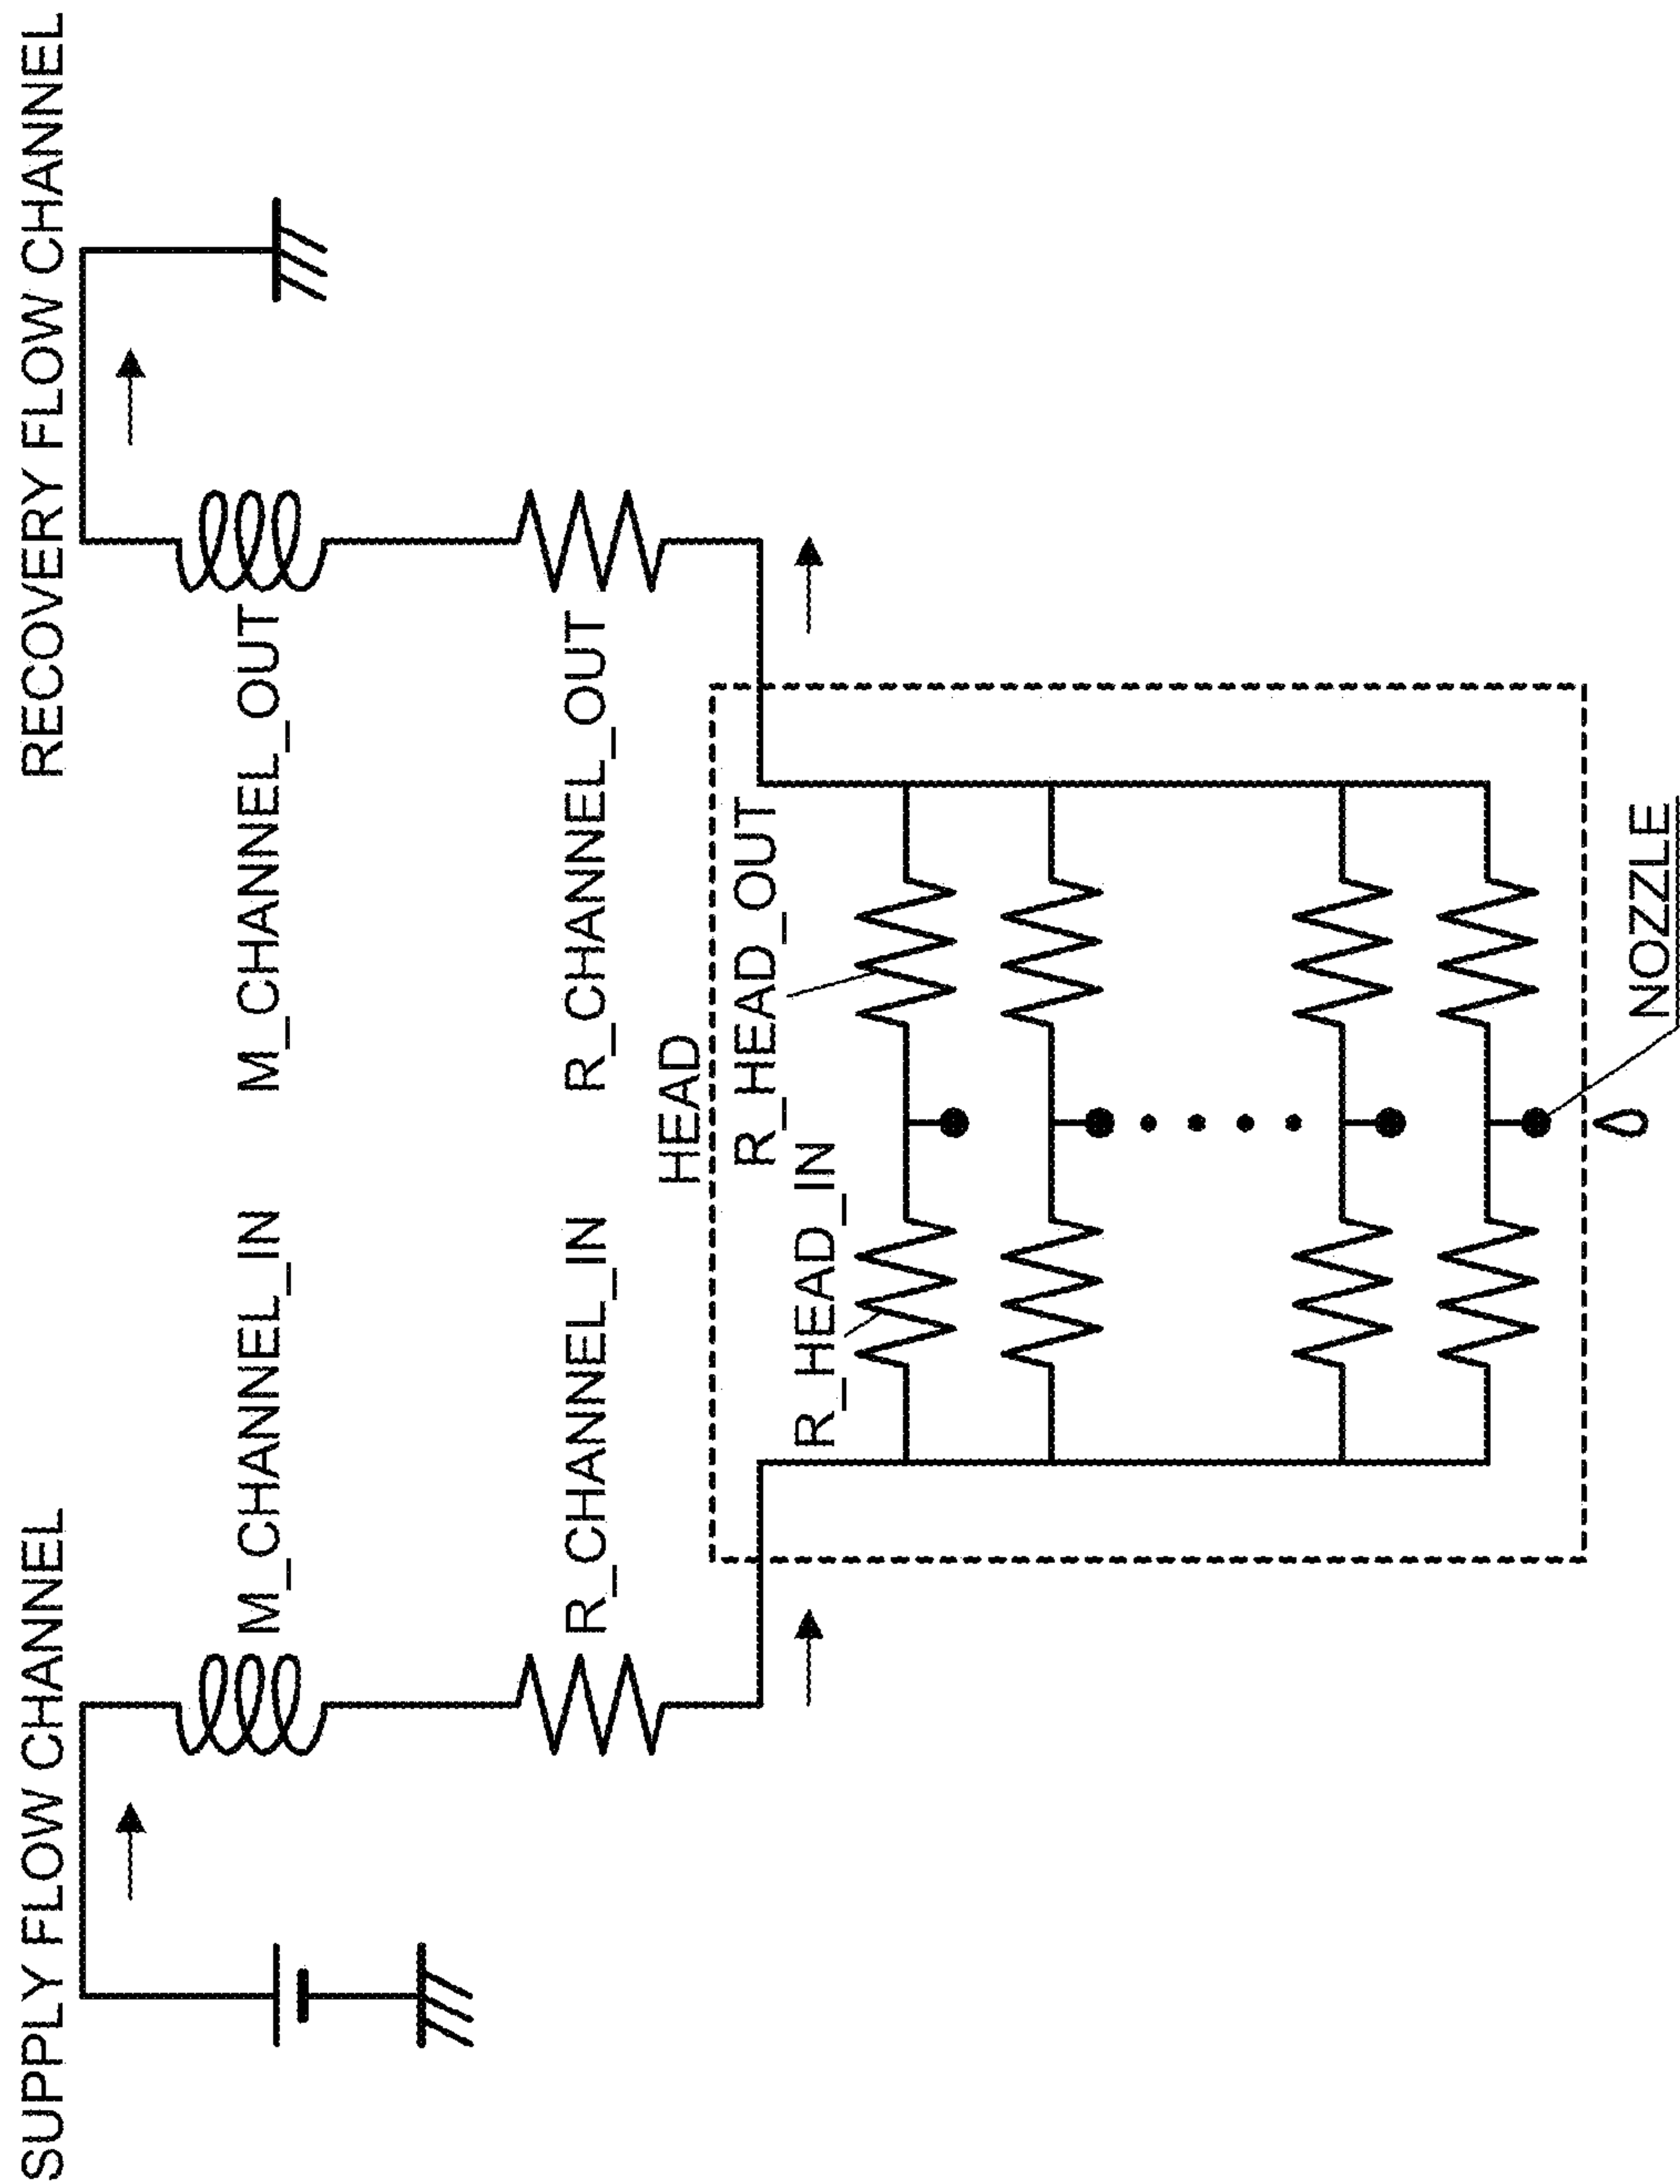 SUPPLY FLOW CHANNEL
RECOVERY FLOW CHANNEL
M_CHANNEL_IN
M_CHANNEL_OUT
R_CHANNEL_IN
R_CHANNEL_OUT
HEAD
R_HEAD_OUT
R_HEAD_IN
NOZZLE